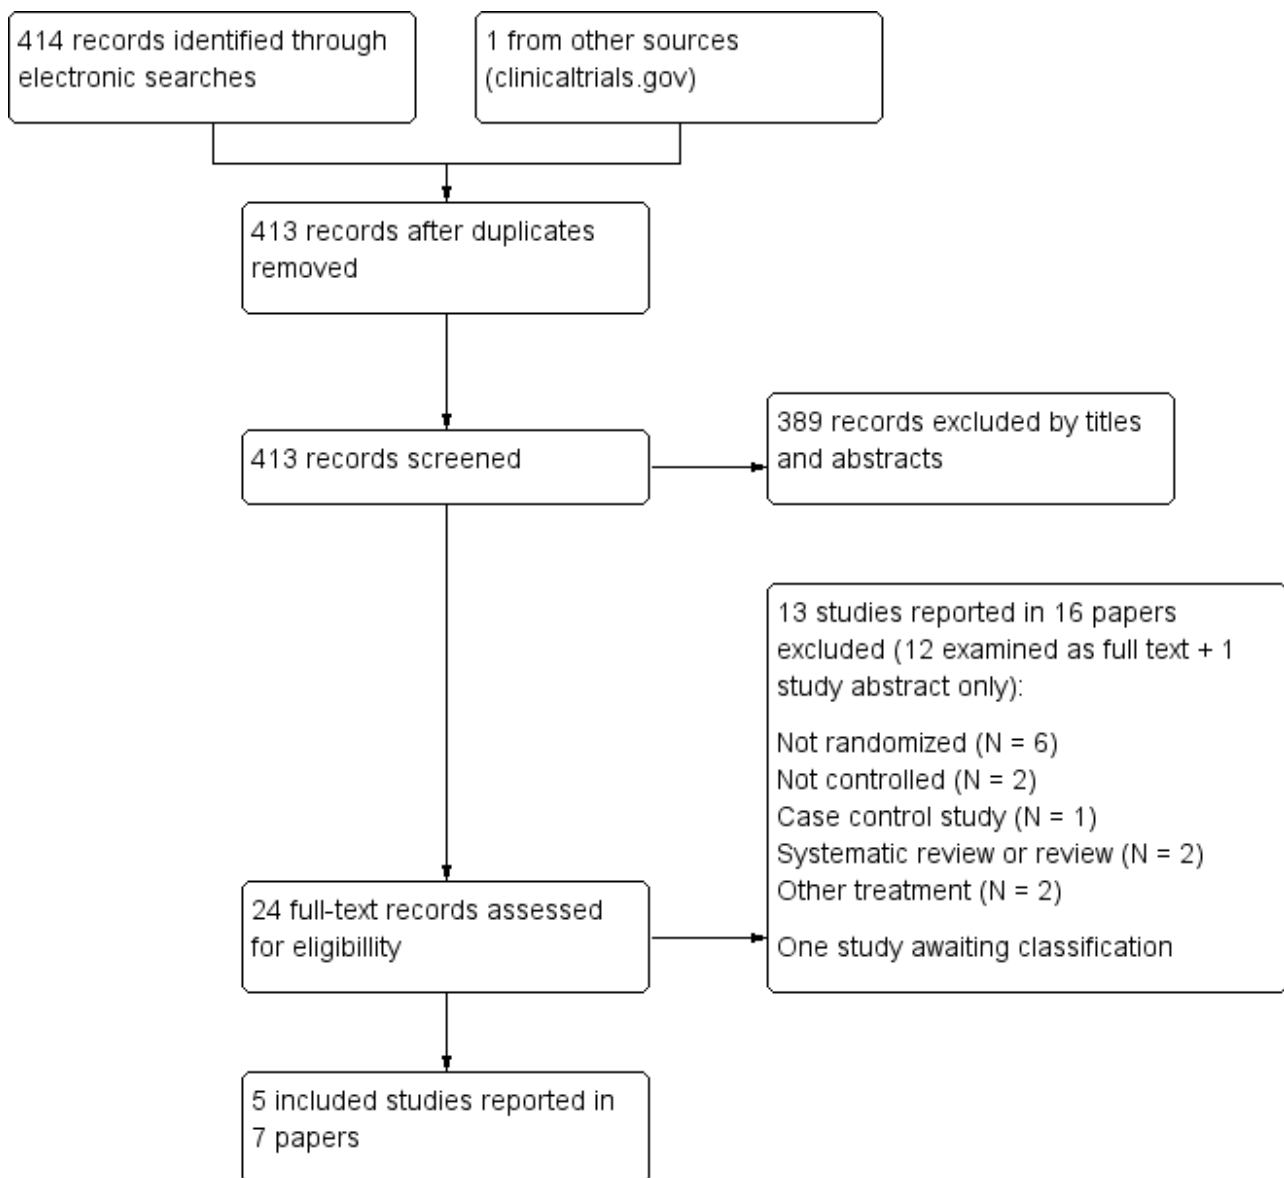 414 records identified through
electronic searches
1 from other sources
(clinicaltrials.gov)
413 records after duplicates
removed
413 records screened
389 records excluded by titles
and abstracts
13 studies reported in 16 papers
excluded (12 examined as full text + 1
study abstract only):
Not randomized (N = 6)
Not controlled (N = 2)
Case control study (N = 1)
Systematic review or review (N = 2)
Other treatment (N = 2)
One study awaiting classification
24 full-text records assessed
for eligibillity
5 included studies reported in
7 papers